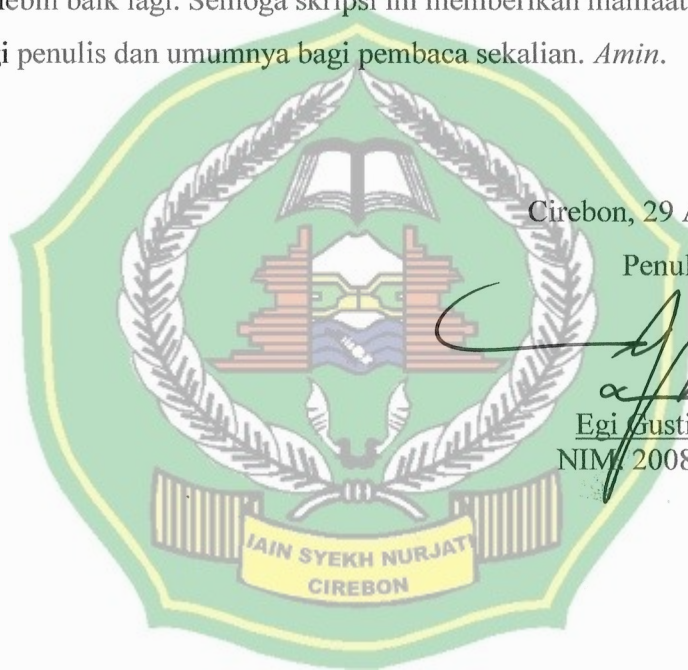 lebih baik lagi. Semoga skripsi ini memberikan manfaat
penulis dan umumnya bagi pembaca sekalian. Amin.
Cirebon, 29
Egi Gusti
NIM. 2008
IAIN SYEKH NURJATI
CIREBON